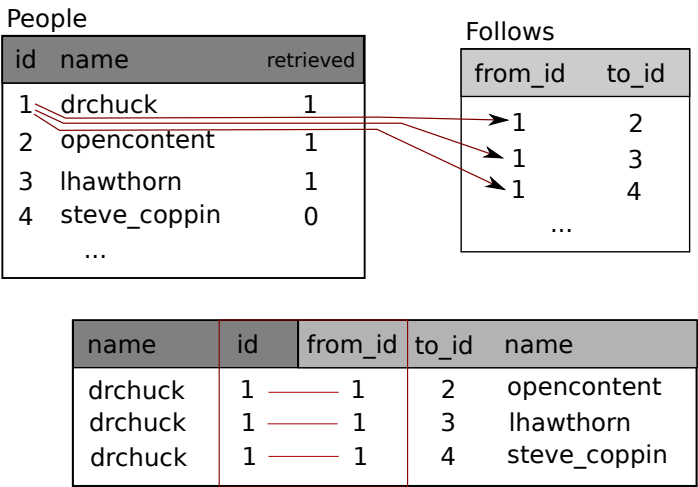 People
id name retrieved
1 drchuck 1
2 opencontent 1
3 lhawthorn 1
4 steve_coppin 0
...
Follows
from_id to_id
1 2
1 3
1 4
...
name id from_id to_id name
drchuck 1 1 2 opencontent
drchuck 1 1 3 lhawthorn
drchuck 1 1 4 steve_coppin